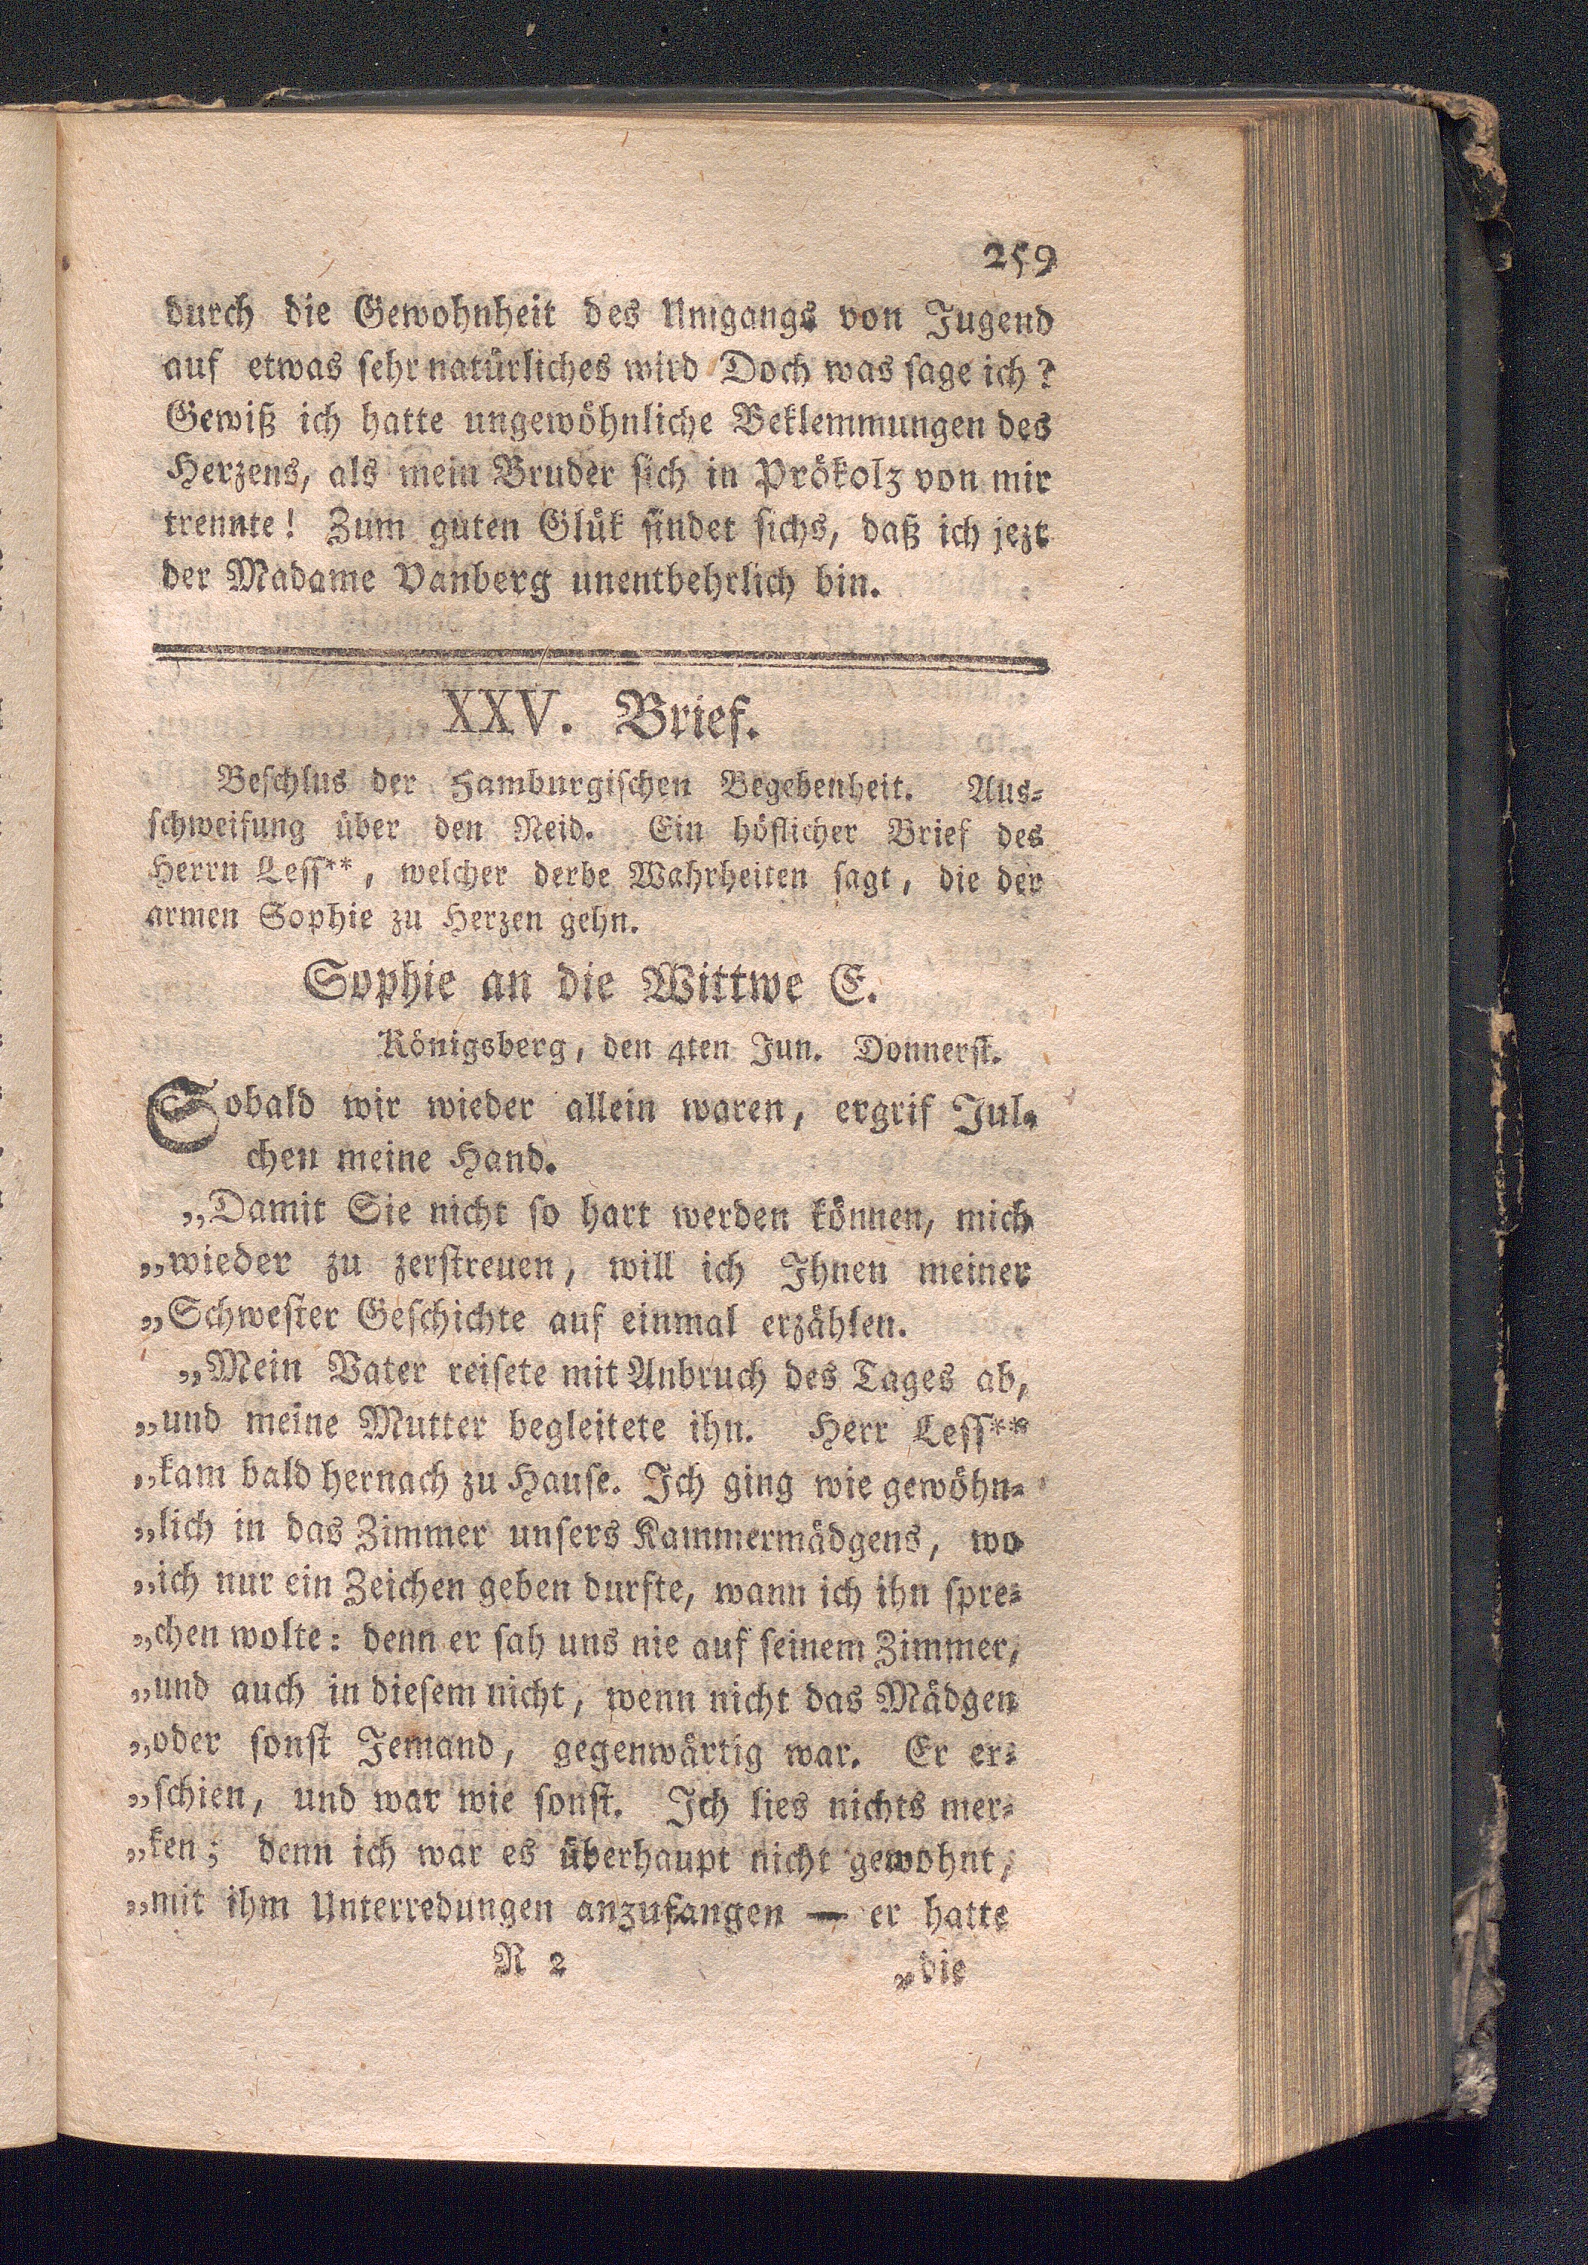 259
durch die Gewohnheit des Umgangs von Jugend
auf etwas sehr natürliches wird Doch was sage ich?
Gewiß ich hatte ungewöhnliche Beklemmungen des
Herzens, als mein Bruder sich in Prökolz von mir
trennte! Zum guten Glük findet sichs, daß ich jezt
der Madame Vanberg unentbehrlich bin.
XXV. Brief.
Beschlus der Hamburgischen Begebenheit. Aus-
schweifung über den Neid. Ein höflicher Brief des
Herrn Less**, welcher derbe Wahrheiten sagt, die der
armen Sophie zu Herzen gehn.
Sophie an die Wittwe E.
Königsberg, den 4ten Jun. Donnerst.
Sobald wir wieder allein waren, ergrif Jul-
chen meine Hand.
„Damit Sie nicht so hart werden können, mich
„wieder zu zerstreuen, will ich Ihnen meiner
„Schwester Geschichte auf einmal erzählen.
„Mein Vater reisete mit Anbruch des Tages ab,
„und meine Mutter begleitete ihn. Herr Less**
„kam bald hernach zu Hause. Ich ging wie gewöhn-
„lich in das Zimmer unsers Kammermädgens, wo
„ich nur ein Zeichen geben durfte, wann ich ihn spre-
„chen wolte: denn er sah uns nie auf seinem Zimmer,
„und auch in diesem nicht, wenn nicht das Mädgen
„oder sonst Jemand, gegenwärtig war. Er er-
„schien, und war wie sonst. Ich lies nichts mer-
„ken; denn ich war es überhaupt nicht gewohnt,
„mit ihm Unterredungen anzufangen — er hatte
R 2
„die